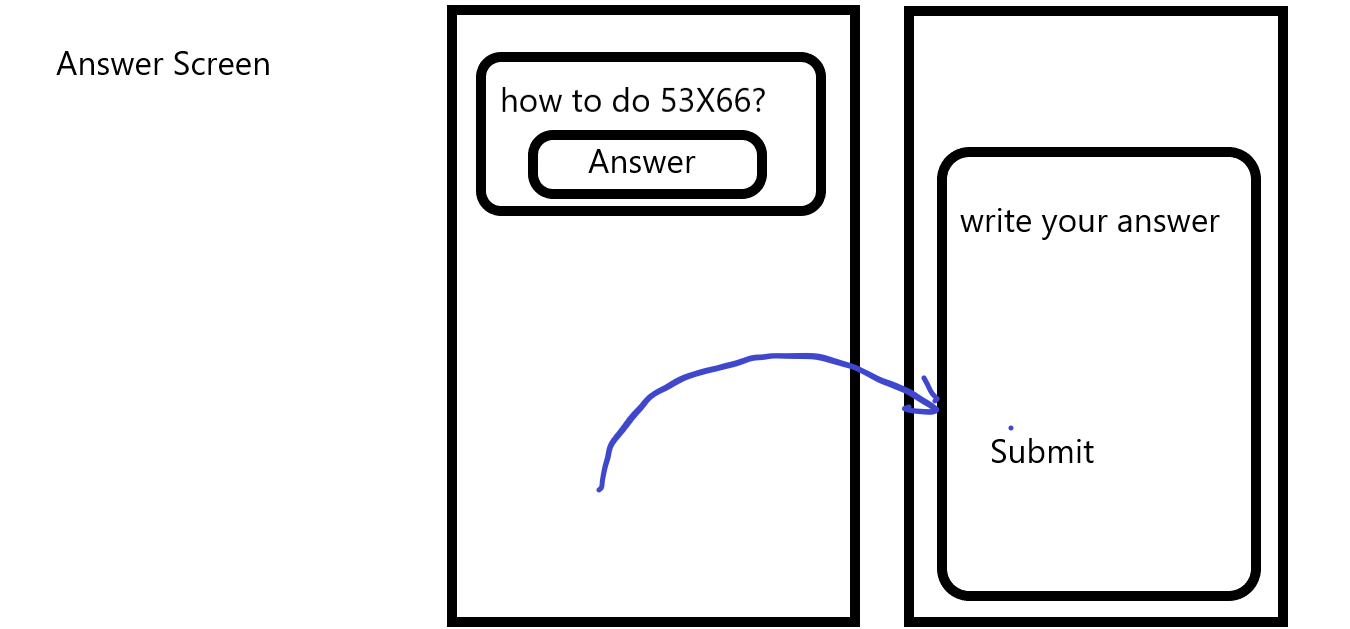 Answer Screen
how to do 53X66?
Answer
write your answer
Submit